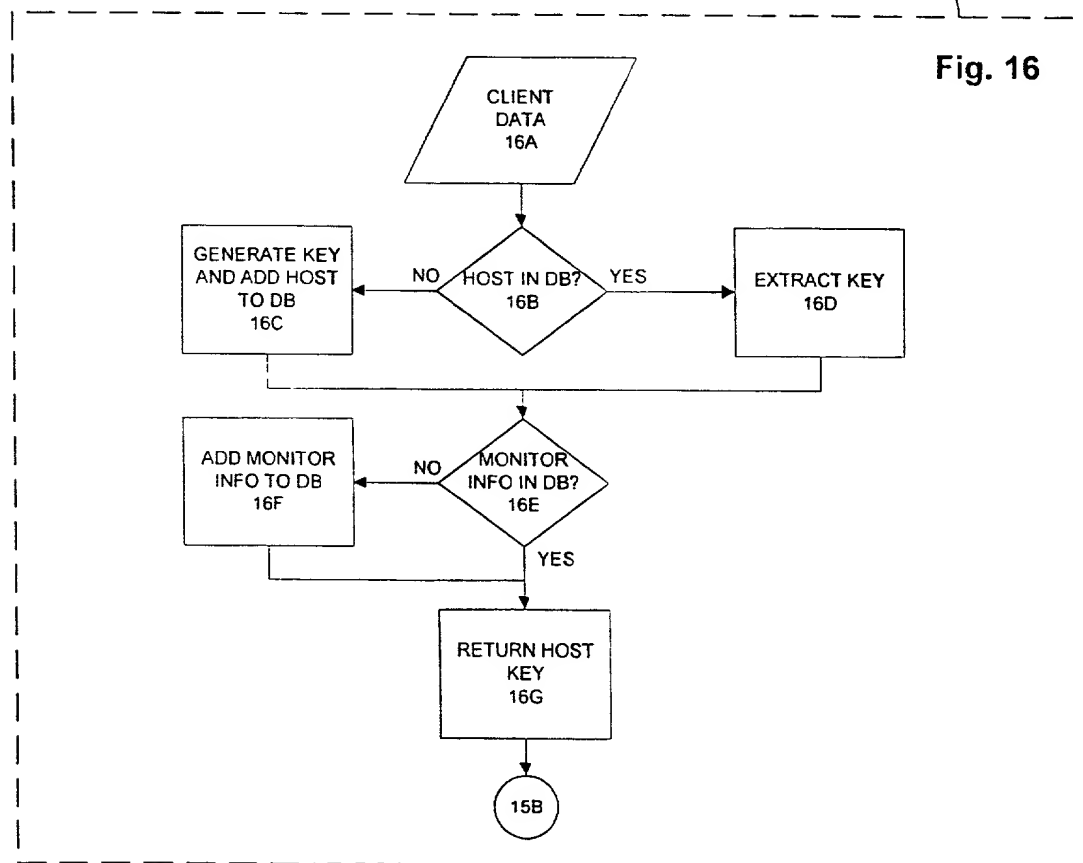 Fig. 16
CLIENT
DATA
16A
GENERATE KEY
AND ADD HOST
TO DB
16C
NO
HOST IN DB?
16B
YES
EXTRACT KEY
16D
ADD MONITOR
INFO TO DB
16F
NO
MONITOR
INFO IN DB?
16E
YES
RETURN HOST
KEY
16G
15B